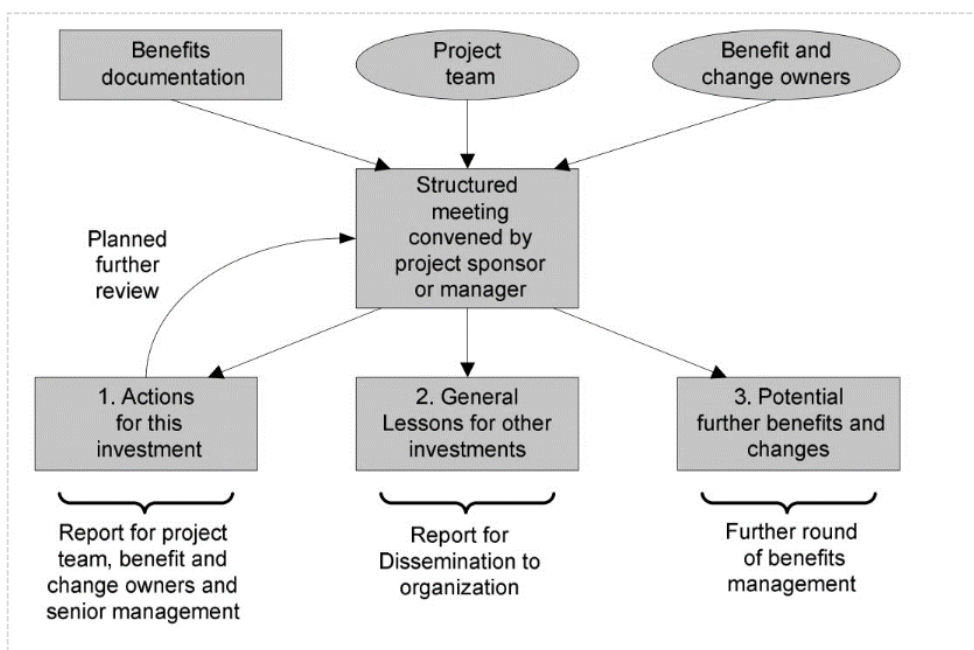 Benefits
documentation
Project
team
Benefit and
change owners
Structured
meeting
convened by
project sponsor
or manager
Planned
further
review
1. Actions
for this
investment
2. General
Lessons for other
investments
3. Potential
further benefits and
changes
Report for project
team, benefit and
change owners and
senior management
Report for
Dissemination to
organization
Further round
of benefits
management